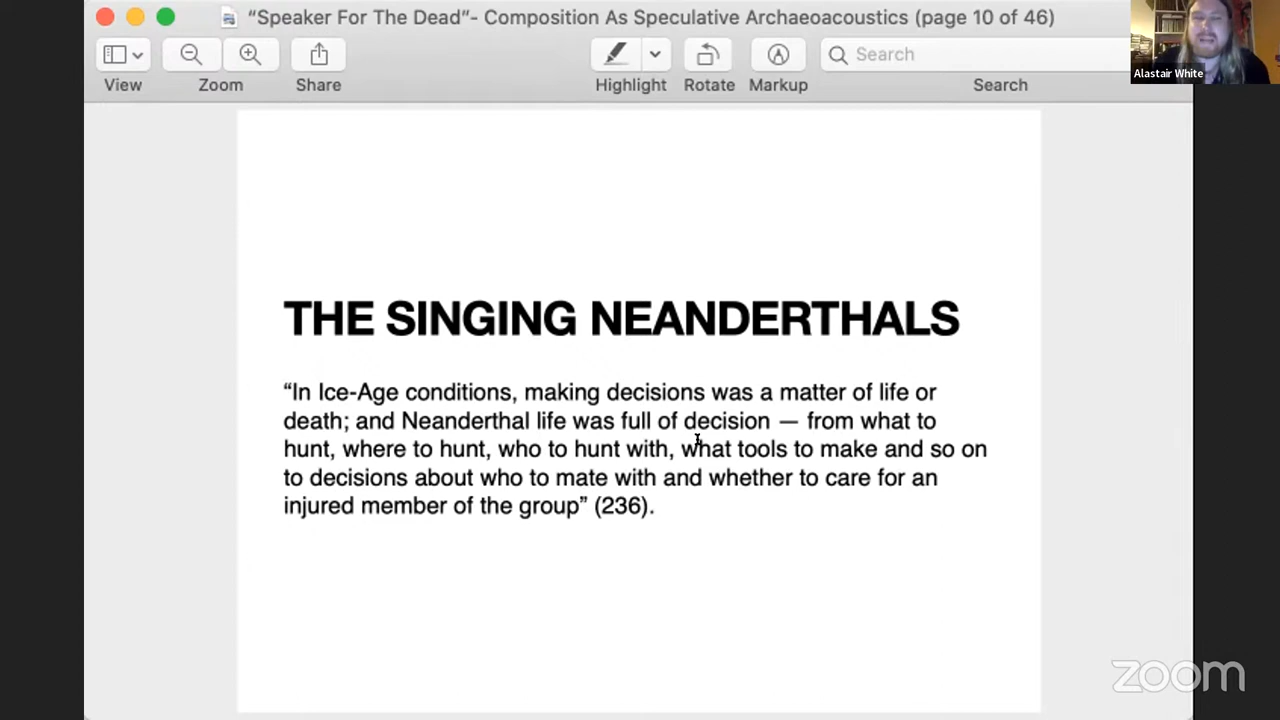 “Speaker For The Dead”- Composition As Speculative Archaeoacoustics (page 10 of 46)
View
Zoom
Share
Highlight
Rotate
Markup
Search
Search
Alastair White
THE SINGING NEANDERTHALS
“In Ice-Age conditions, making decisions was a matter of life or
death; and Neanderthal life was full of decision — from what to
hunt, where to hunt, who to hunt with, what tools to make and so on
to decisions about who to mate with and whether to care for an
injured member of the group” (236).
zoom